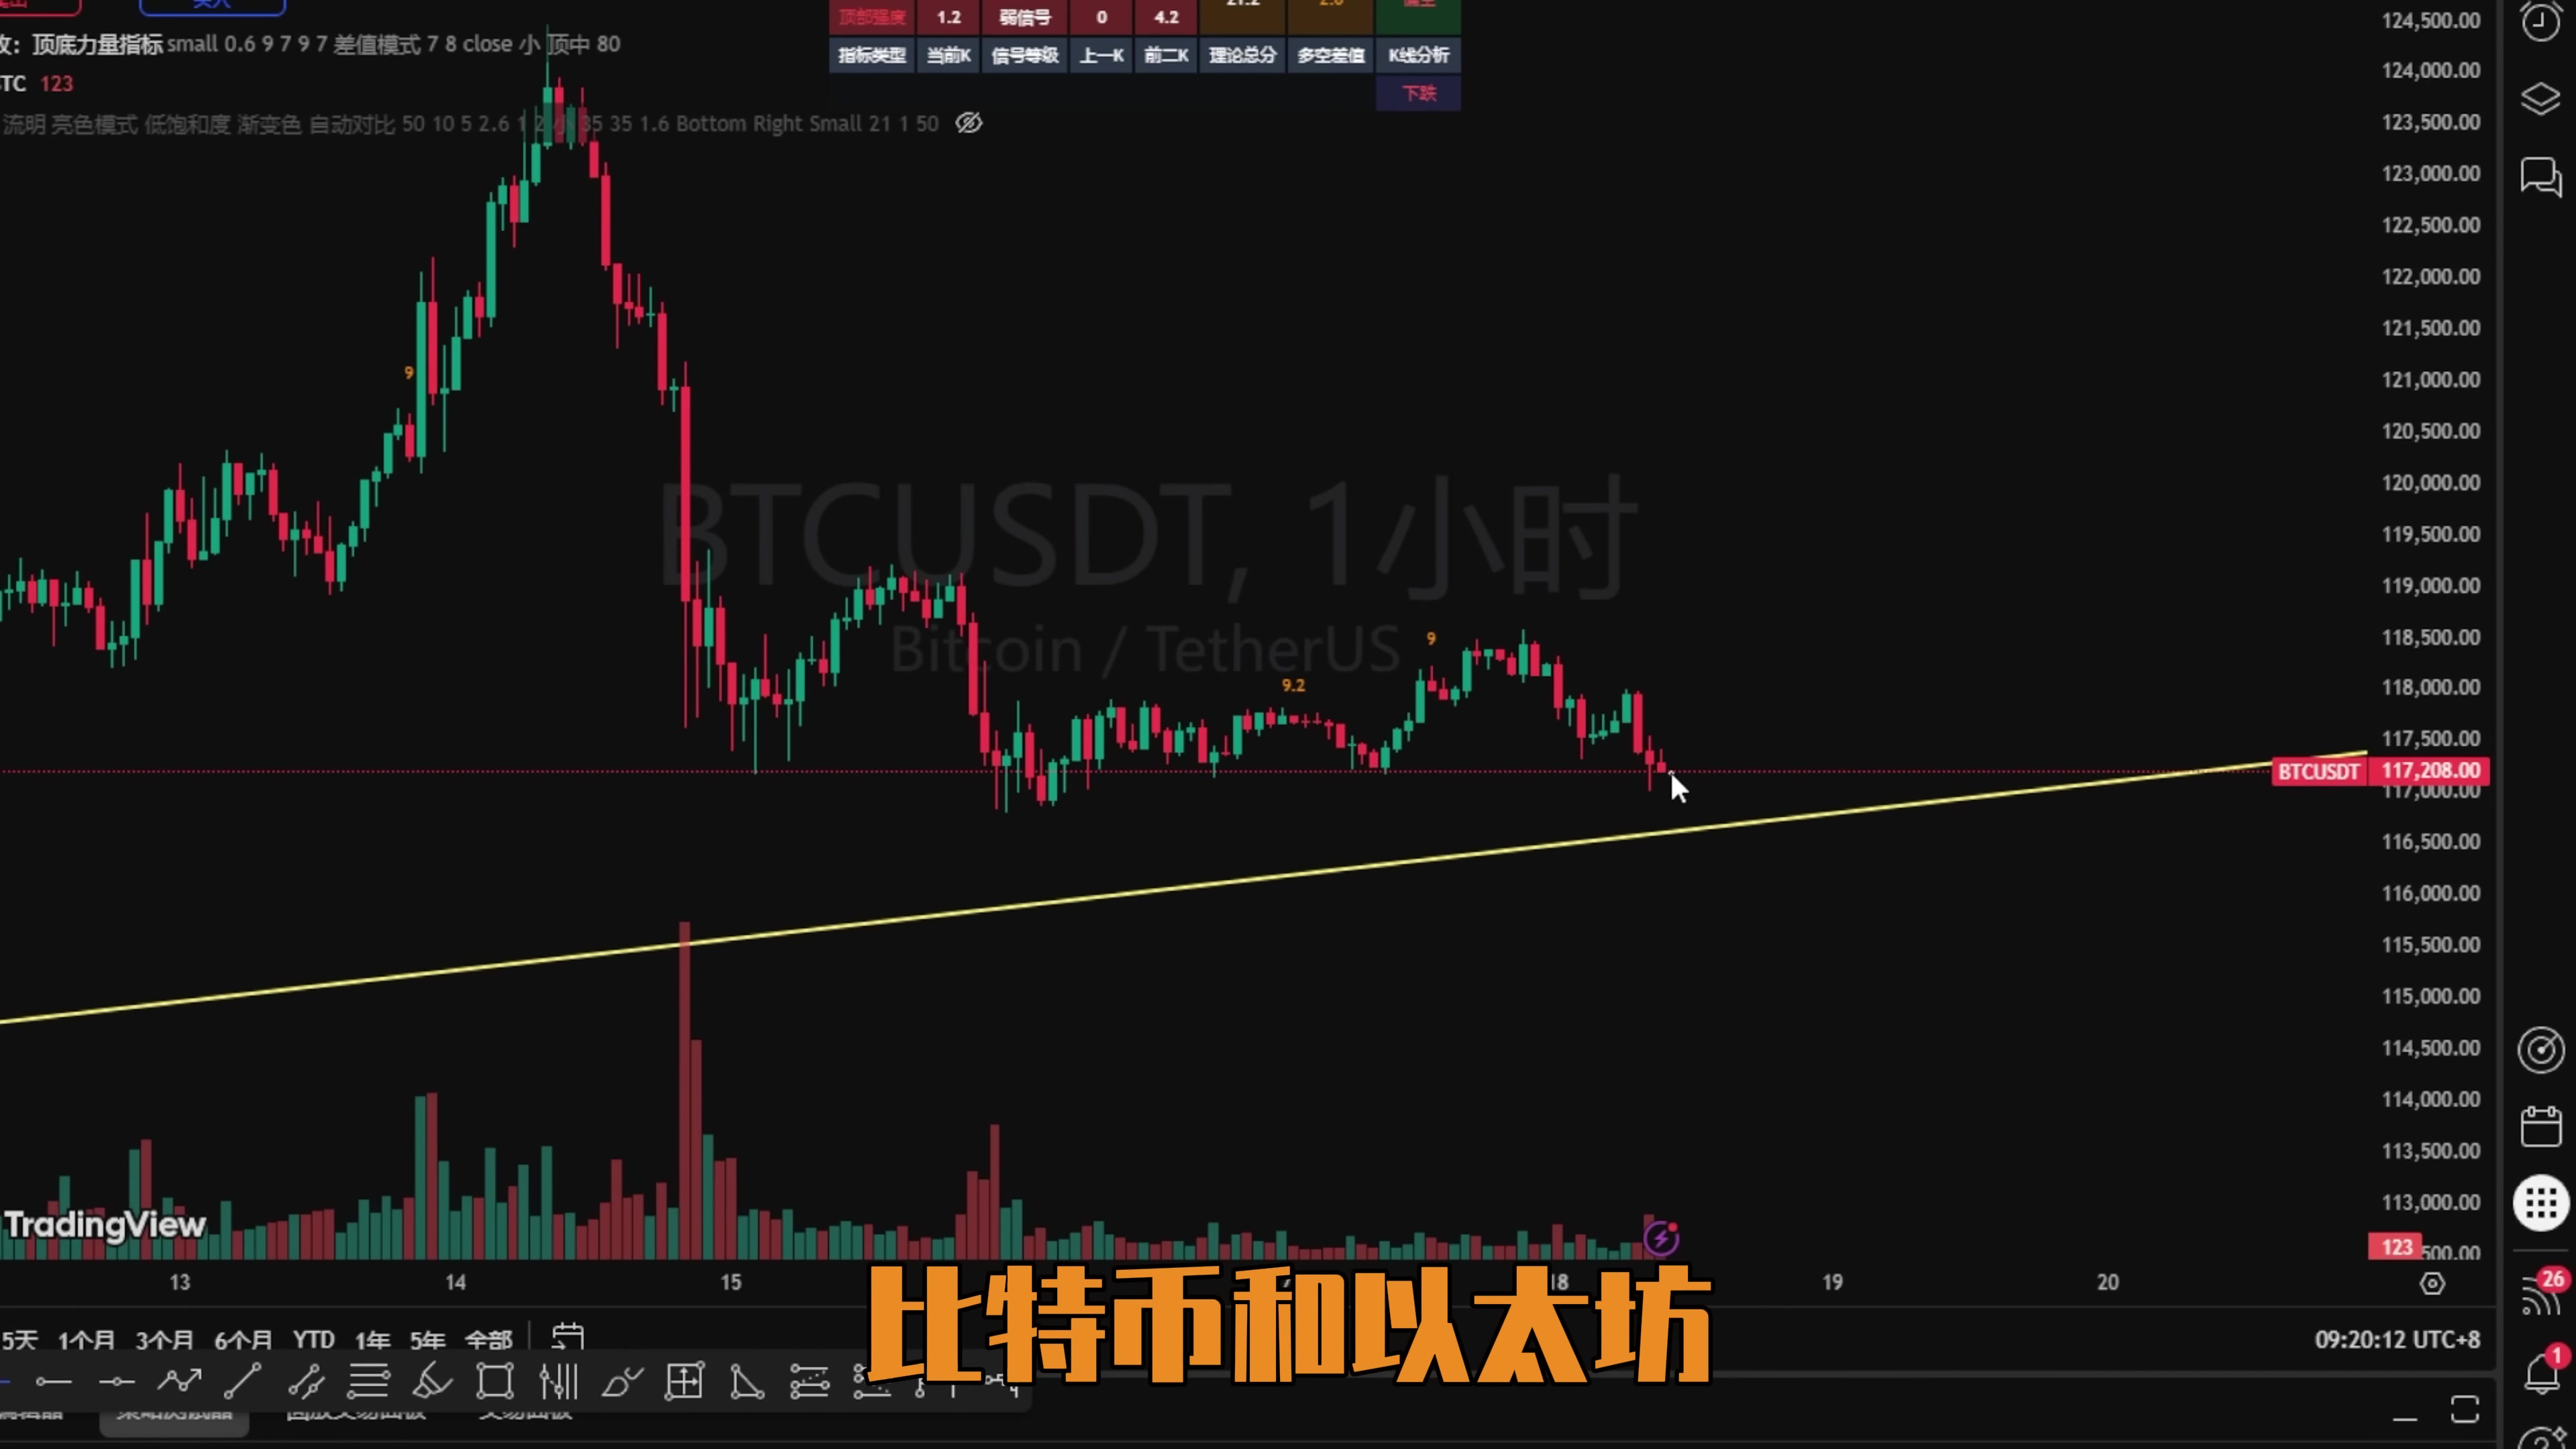 买入
顶部强度 1.2 弱信号 0 4.2
攻: 顶底力量指标 small 0.6 9 7 9 7 差值模式 7 8 close 小 顶中 80
指标类型 当前K 信号等级 上一K 前二K 理论总分 多空差值 K线分析
TC 123
下跌
流明 亮色模式 低饱和度 渐变色 自动对比 50 10 5 2.6 1 2 小 35 35 1.6 Bottom Right Small 21 1 50
124,500.00
124,000.00
123,500.00
123,000.00
122,500.00
122,000.00
121,500.00
121,000.00
120,500.00
120,000.00
119,500.00
119,000.00
118,500.00
118,000.00
117,500.00
BTCUSDT 117,208.00
117,000.00
116,500.00
116,000.00
115,500.00
115,000.00
114,500.00
114,000.00
113,500.00
113,000.00
123 500.00
9
BTCUSDT, 1小时
Bitcoin / TetherUS
9
9.2
TradingView
13 14 15 18 19 20
比特币和以太坊
5天 1个月 3个月 6个月 YTD 1年 5年 全部
09:20:12 UTC+8
26
1